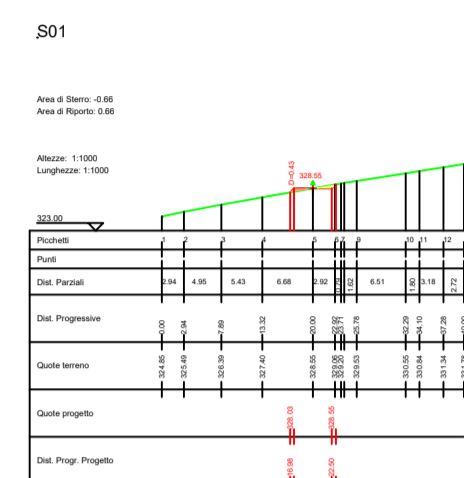 S01
Area di Sterro: -0.66
Area di Riporto: 0.66
Altezze: 1:1000
Lunghezze: 1:1000
D=0.43
328.55
323.00
Picchetti 1 2 3 4 5 6 7 9 10 11 12
Punti
Dist. Parziali 2.94 4.95 5.43 6.68 2.92 1.62 6.51 1.80 3.18 2.72
Dist. Progressive 0.00 2.94 7.89 13.32 20.00 22.92 23.71 25.78 32.29 34.10 37.28
Quote terreno 324.85 325.49 326.39 327.40 328.55 329.06 329.20 329.53 330.55 330.84 331.34
Quote progetto 328.03 328.55
Dist. Progr. Progetto 16.98 22.50